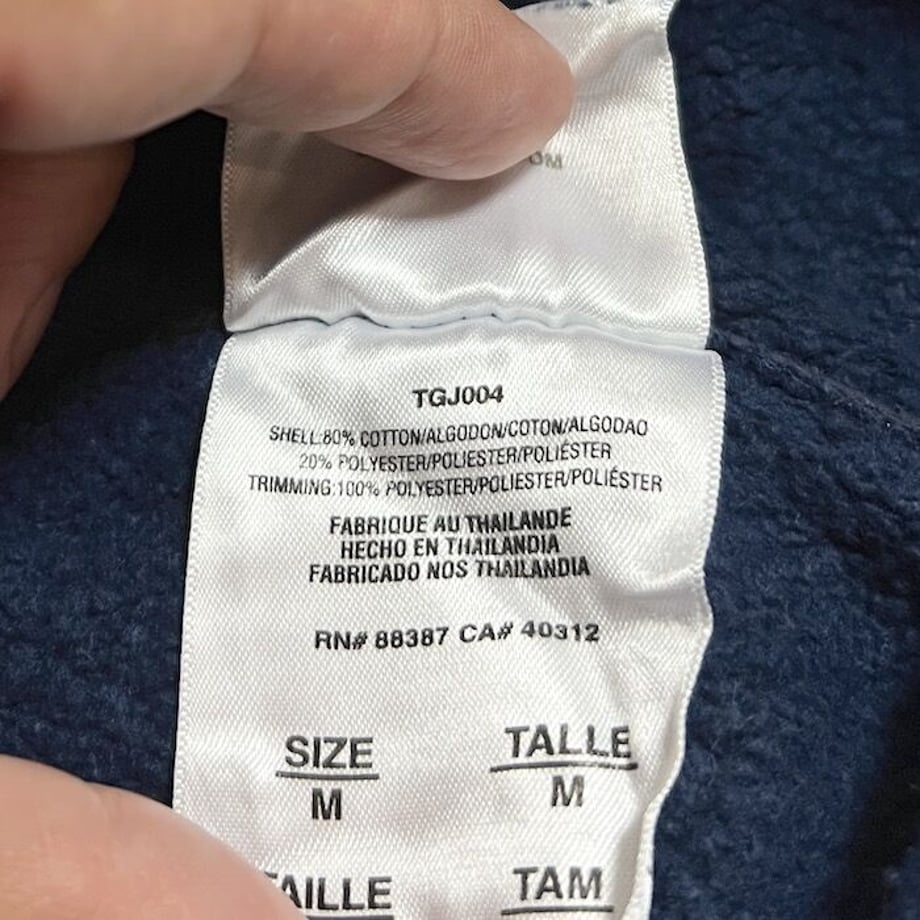 TGJ004
SHELL:80% COTTON/ALGODON/COTON/ALGODAO
20% POLYESTER/POLIESTER/POLIÉSTER
TRIMMING:100% POLYESTER/POLIESTER/POLIÉSTER
FABRIQUE AU THAILANDE
HECHO EN THAILANDIA
FABRICADO NOS THAILANDIA
RN# 88387 CA# 40312
SIZE TALLE
M M
TAILLE TAM